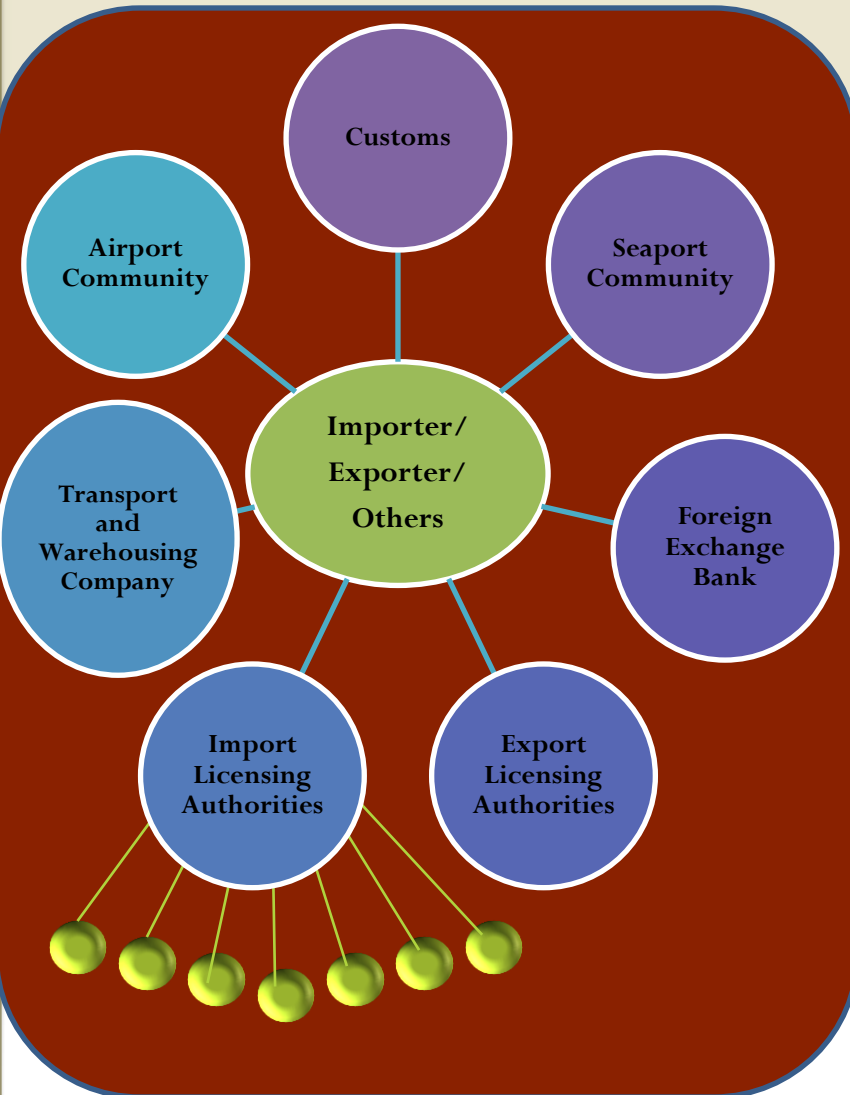 Customs
Airport
Community
Seaport
Community
Importer/
Exporter/
Others
Transport
and
Warehousing
Company
Foreign
Exchange
Bank
Import
Licensing
Authorities
Export
Licensing
Authorities